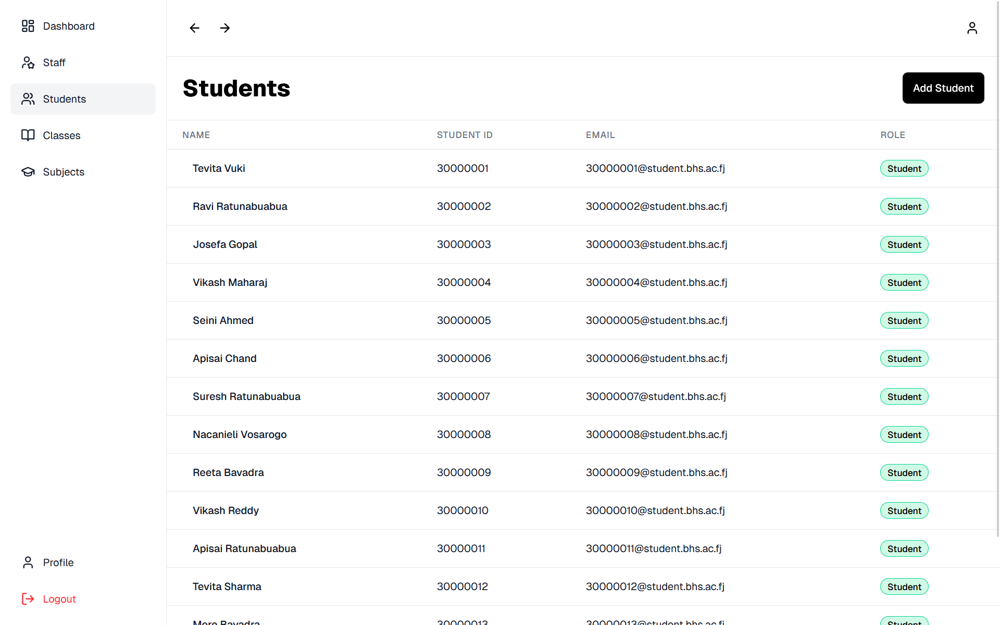 Dashboard
Staff
Students
Classes
Subjects
Profile
Logout
Students
Add Student
NAME STUDENT ID EMAIL ROLE
Tevita Vuki 30000001 30000001@student.bhs.ac.fj Student
Ravi Ratunabuabua 30000002 30000002@student.bhs.ac.fj Student
Josefa Gopal 30000003 30000003@student.bhs.ac.fj Student
Vikash Maharaj 30000004 30000004@student.bhs.ac.fj Student
Seini Ahmed 30000005 30000005@student.bhs.ac.fj Student
Apisai Chand 30000006 30000006@student.bhs.ac.fj Student
Suresh Ratunabuabua 30000007 30000007@student.bhs.ac.fj Student
Nacanieli Vosarogo 30000008 30000008@student.bhs.ac.fj Student
Reeta Bavadra 30000009 30000009@student.bhs.ac.fj Student
Vikash Reddy 30000010 30000010@student.bhs.ac.fj Student
Apisai Ratunabuabua 30000011 30000011@student.bhs.ac.fj Student
Tevita Sharma 30000012 30000012@student.bhs.ac.fj Student
Mere Bavadra 30000013 30000013@student.bhs.ac.fj Student